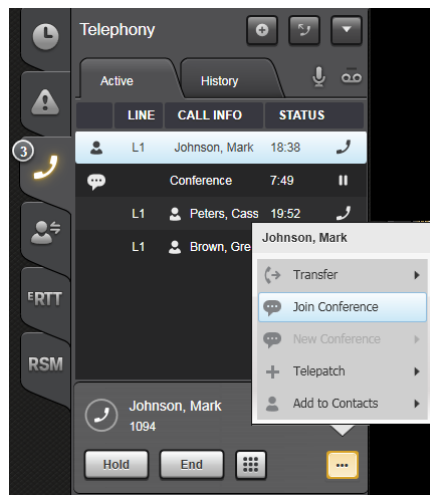 Telephony
Active History
LINE CALL INFO STATUS
L1 Johnson, Mark 18:38
3
Conference 7:49
L1 Peters, Cass 19:52
L1 Brown, Gre
Johnson, Mark
Transfer
ERTT
Join Conference
New Conference
RSM
Telepatch
Add to Contacts
Johnson, Mark
1094
Hold End